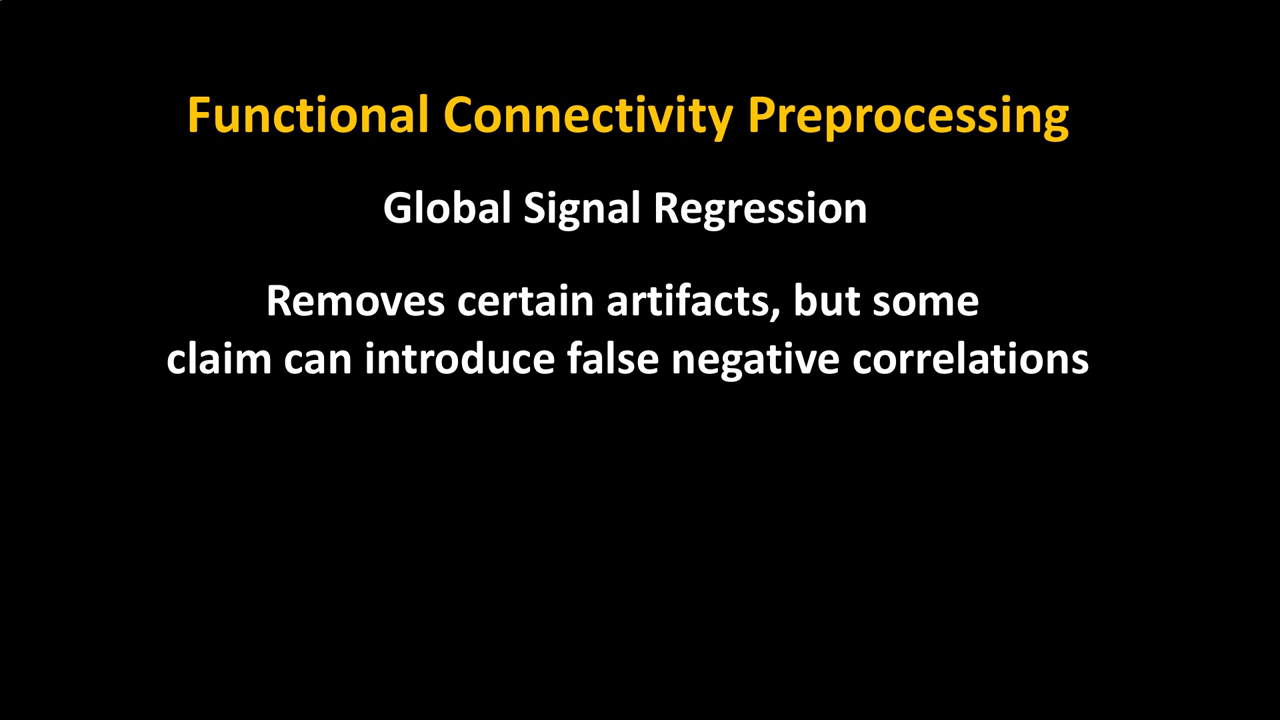 Functional Connectivity Preprocessing
Global Signal Regression
Removes certain artifacts, but some
claim can introduce false negative correlations